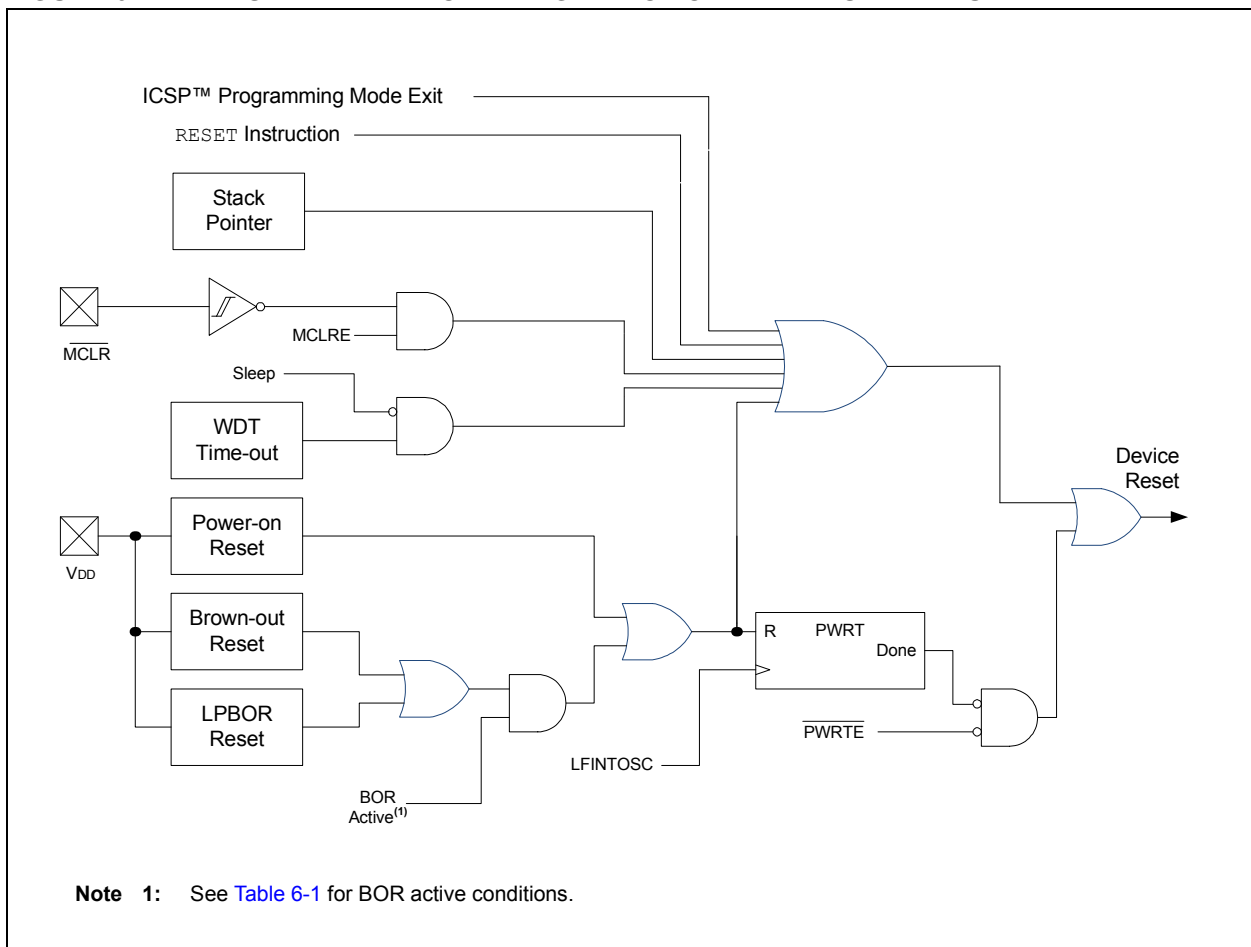 ICSP™ Programming Mode Exit
RESET Instruction
Stack
Pointer
MCLR
MCLRE
Sleep
WDT
Time-out
Device
Reset
Power-on
Reset
VDD
Brown-out
Reset
R PWRT
Done
LPBOR
Reset
PWRTE
LFINTOSC
BOR
Active(1)
Note 1: See Table 6-1 for BOR active conditions.